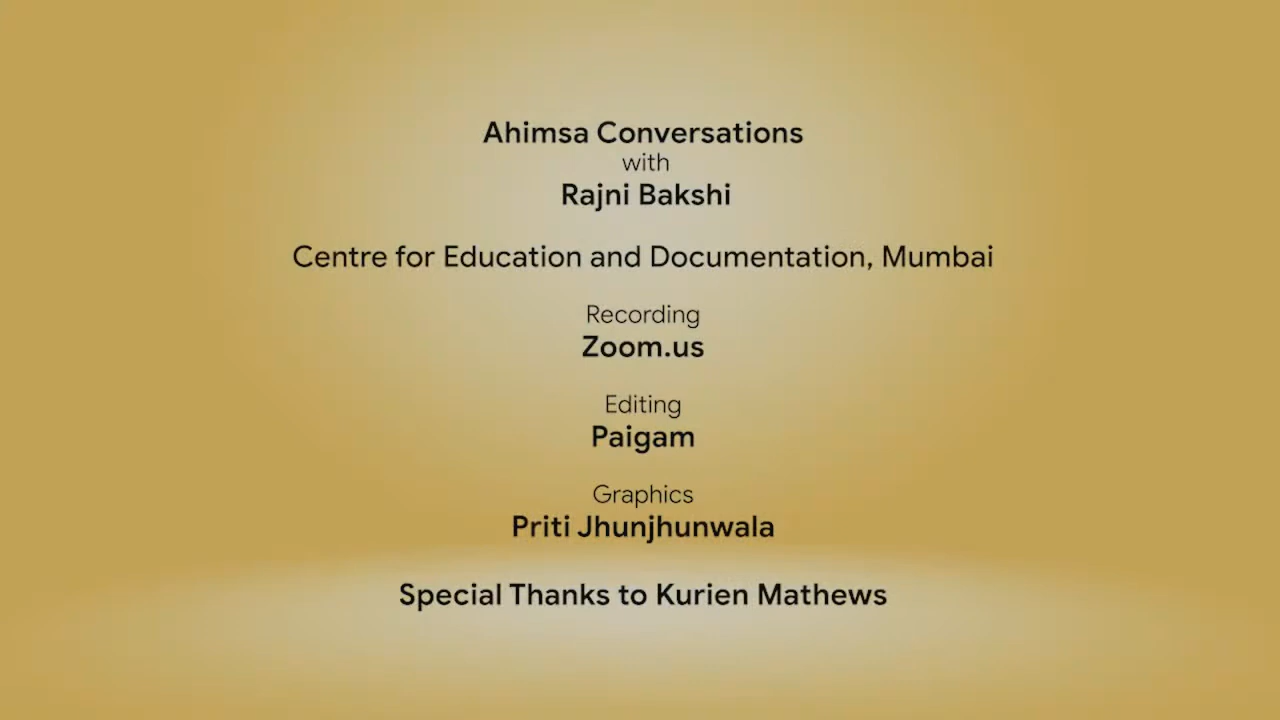 Ahimsa Conversations
with
Rajni Bakshi
Centre for Education and Documentation, Mumbai
Recording
Zoom.us
Editing
Paigam
Graphics
Priti Jhunjhunwala
Special Thanks to Kurien Mathews